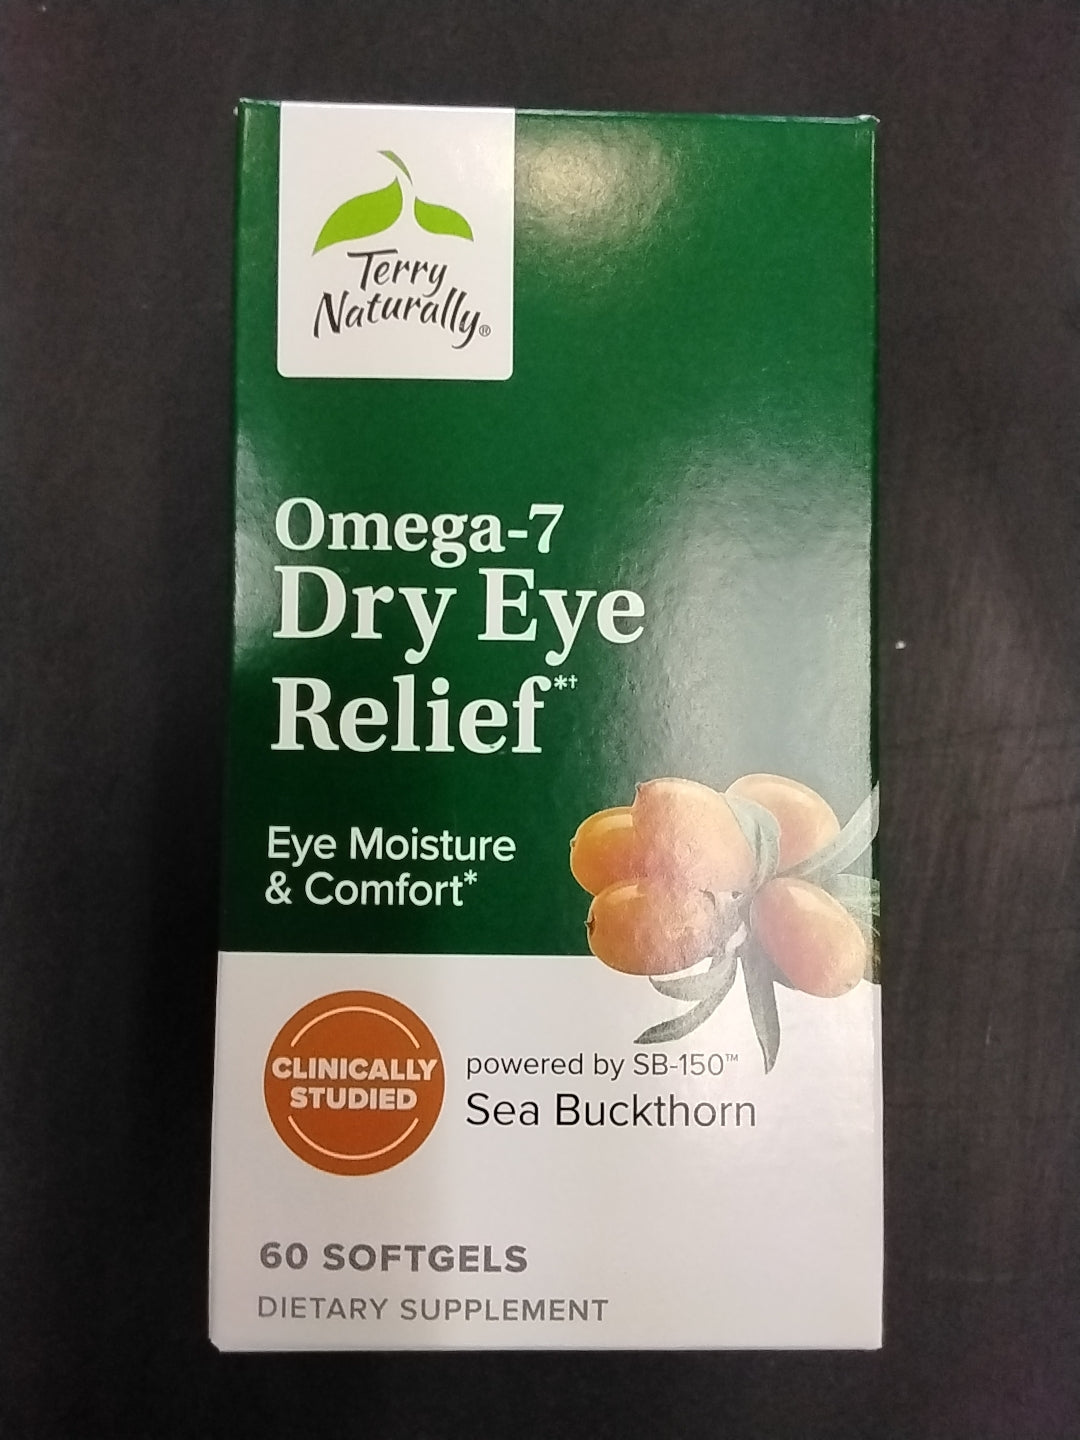 Terry
Naturally®
Omega-7
Dry Eye
Relief*†
Eye Moisture
& Comfort*
CLINICALLY
STUDIED
powered by SB-150™
Sea Buckthorn
60 SOFTGELS
DIETARY SUPPLEMENT